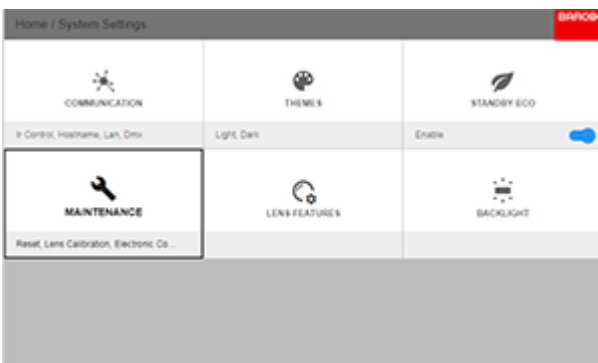 Home / System Settings
BARCO
COMMUNICATION
THEMES
STANDBY ECO
Ir Control, Hostname, Lan, Dmx
Light, Dark
Enable
MAINTENANCE
LENS FEATURES
BACKLIGHT
Reset, Lens Calibration, Electronic Co...